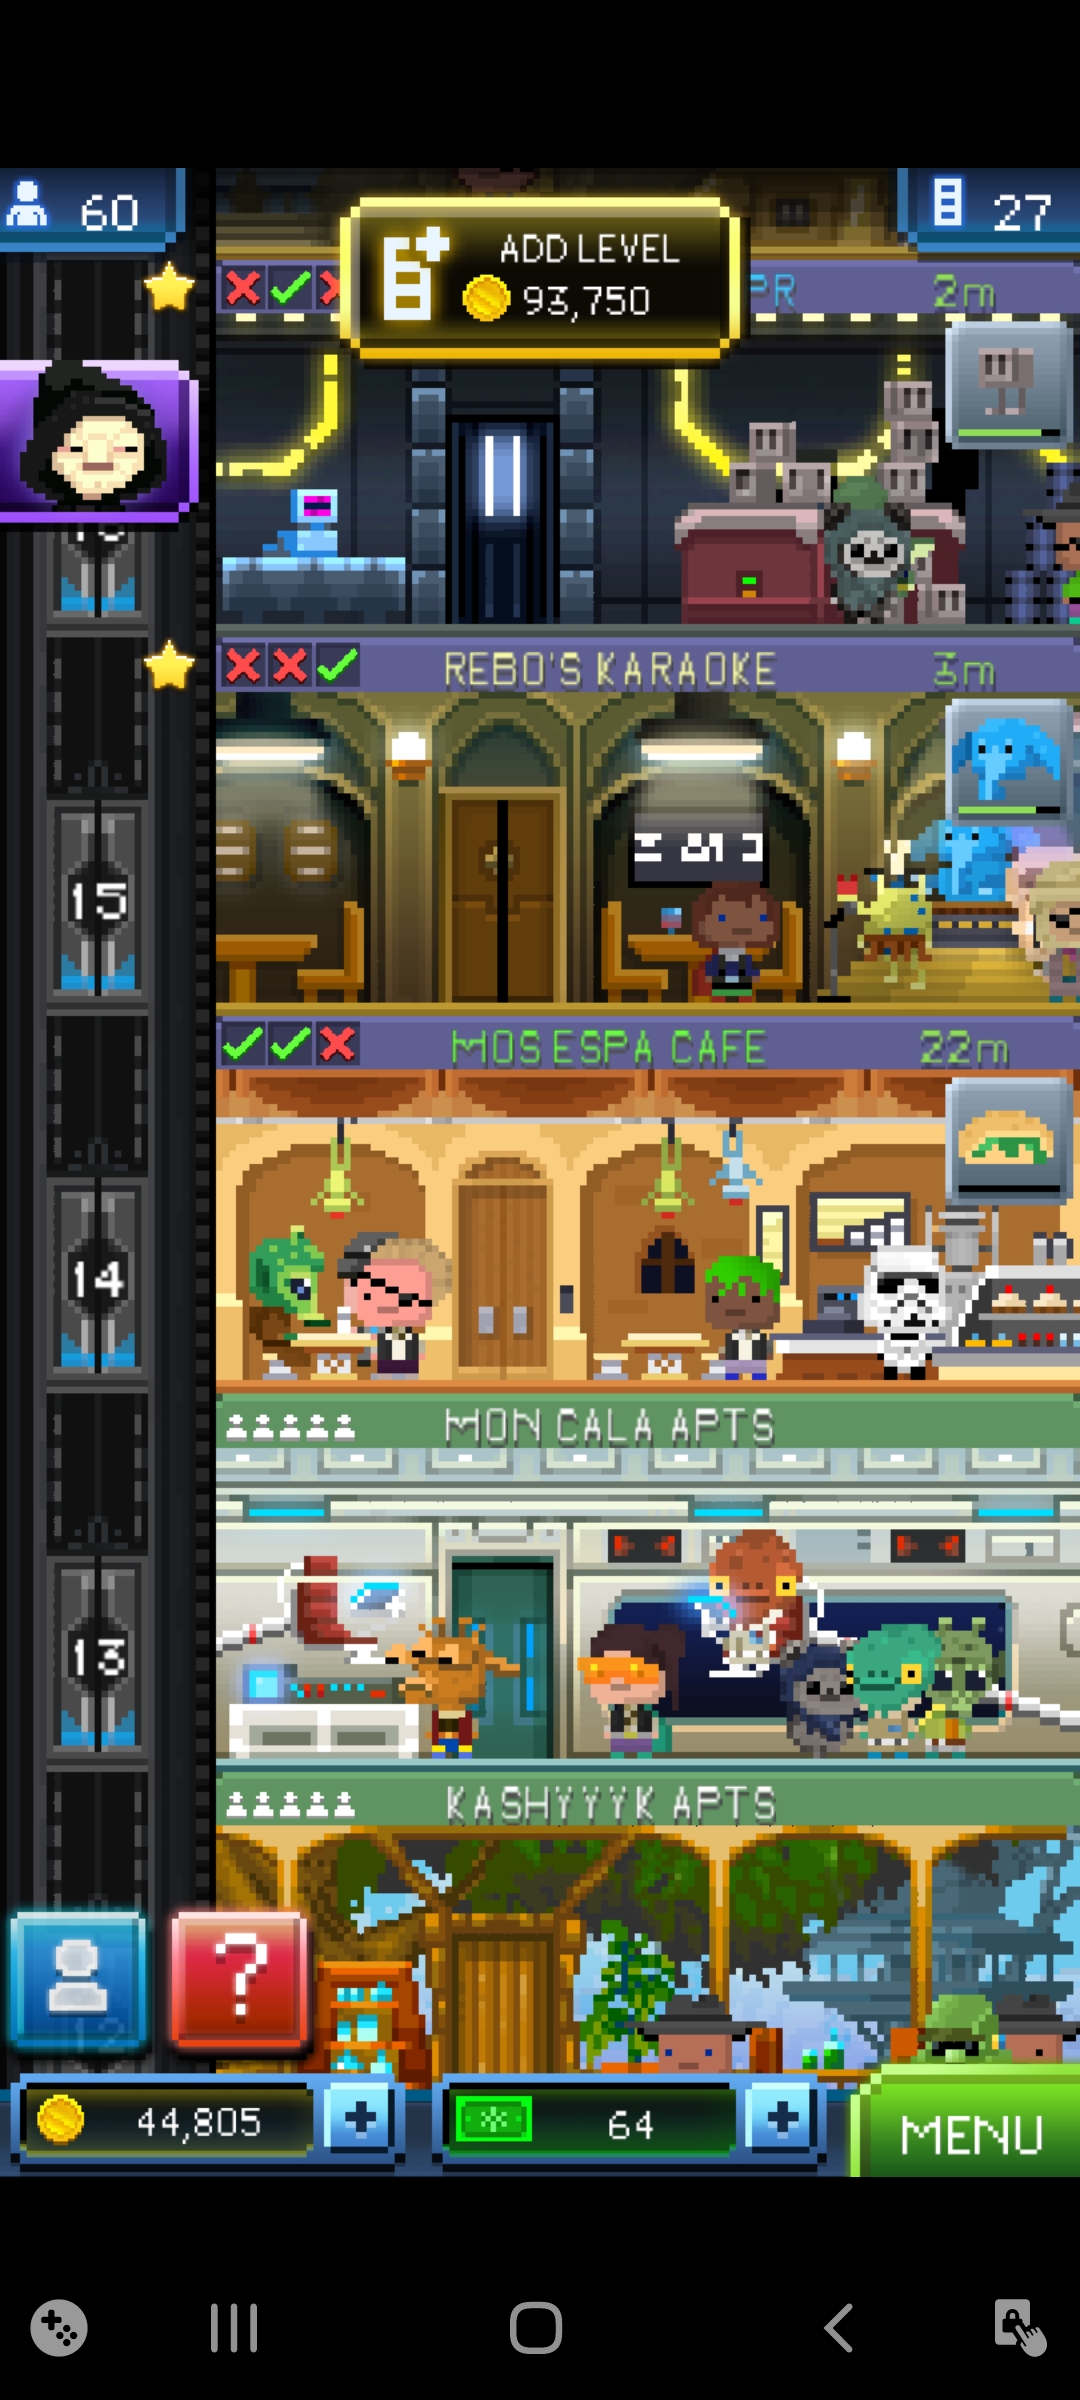 60
27
ADD LEVEL
93,750
PR 2m
REBO'S KARAOKE 3m
15
MOS ESPA CAFE 22m
14
MON CALA APTS
13
KASHYYYK APTS
?
12
44,805 + 64 +
MENU